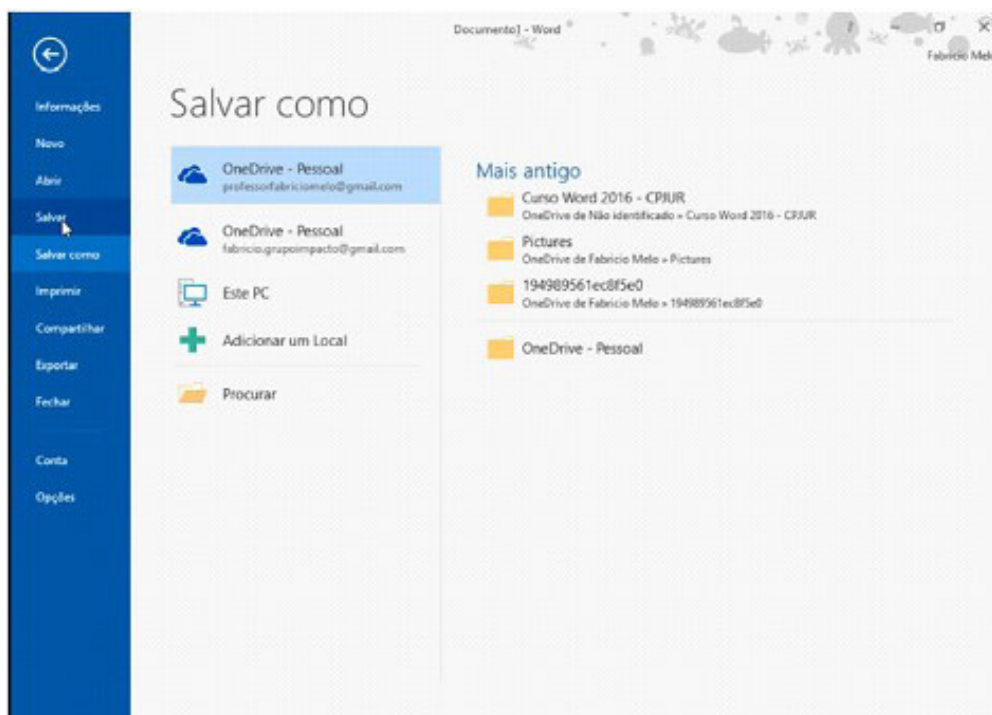 Documento1 - Word
Fabricio Melo
Informações
Novo
Abrir
Salvar
Salvar como
Imprimir
Compartilhar
Exportar
Fechar
Conta
Opções
Salvar como
OneDrive - Pessoal
professorfabriciomelo@gmail.com
OneDrive - Pessoal
fabricio.grupoimpacto@gmail.com
Este PC
Adicionar um Local
Procurar
Mais antigo
Curso Word 2016 - CPJUR
OneDrive de Não identificado » Curso Word 2016 - CPJUR
Pictures
OneDrive de Fabricio Melo » Pictures
194989561ec8f5e0
OneDrive de Fabricio Melo » 194989561ec8f5e0
OneDrive - Pessoal